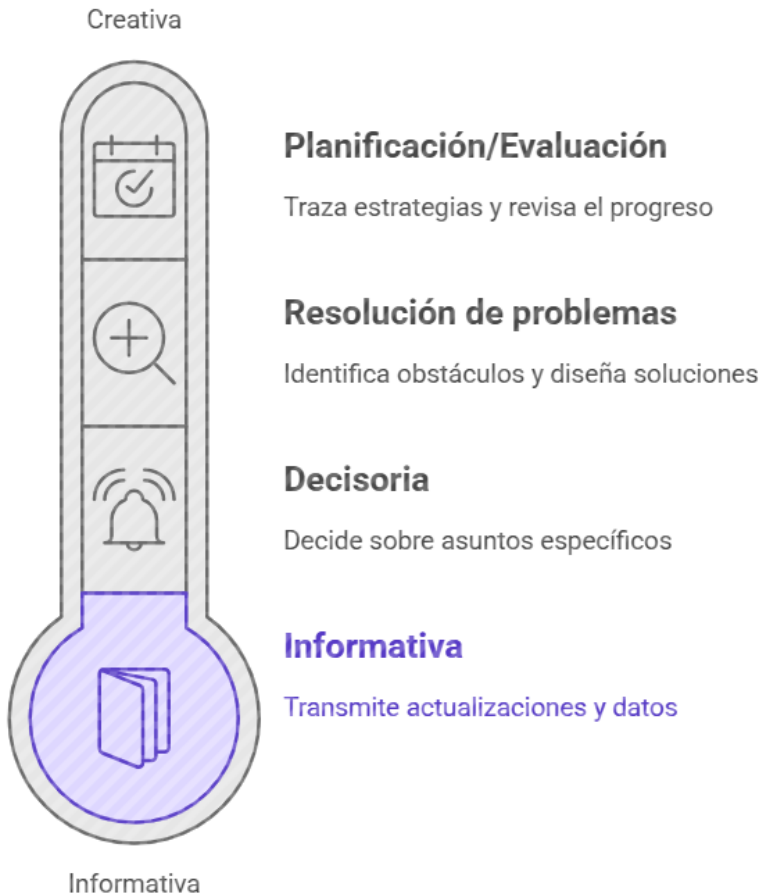 Creativa
Planificación/Evaluación
Traza estrategias y revisa el progreso
Resolución de problemas
Identifica obstáculos y diseña soluciones
Decisoria
Decide sobre asuntos específicos
Informativa
Transmite actualizaciones y datos
Informativa